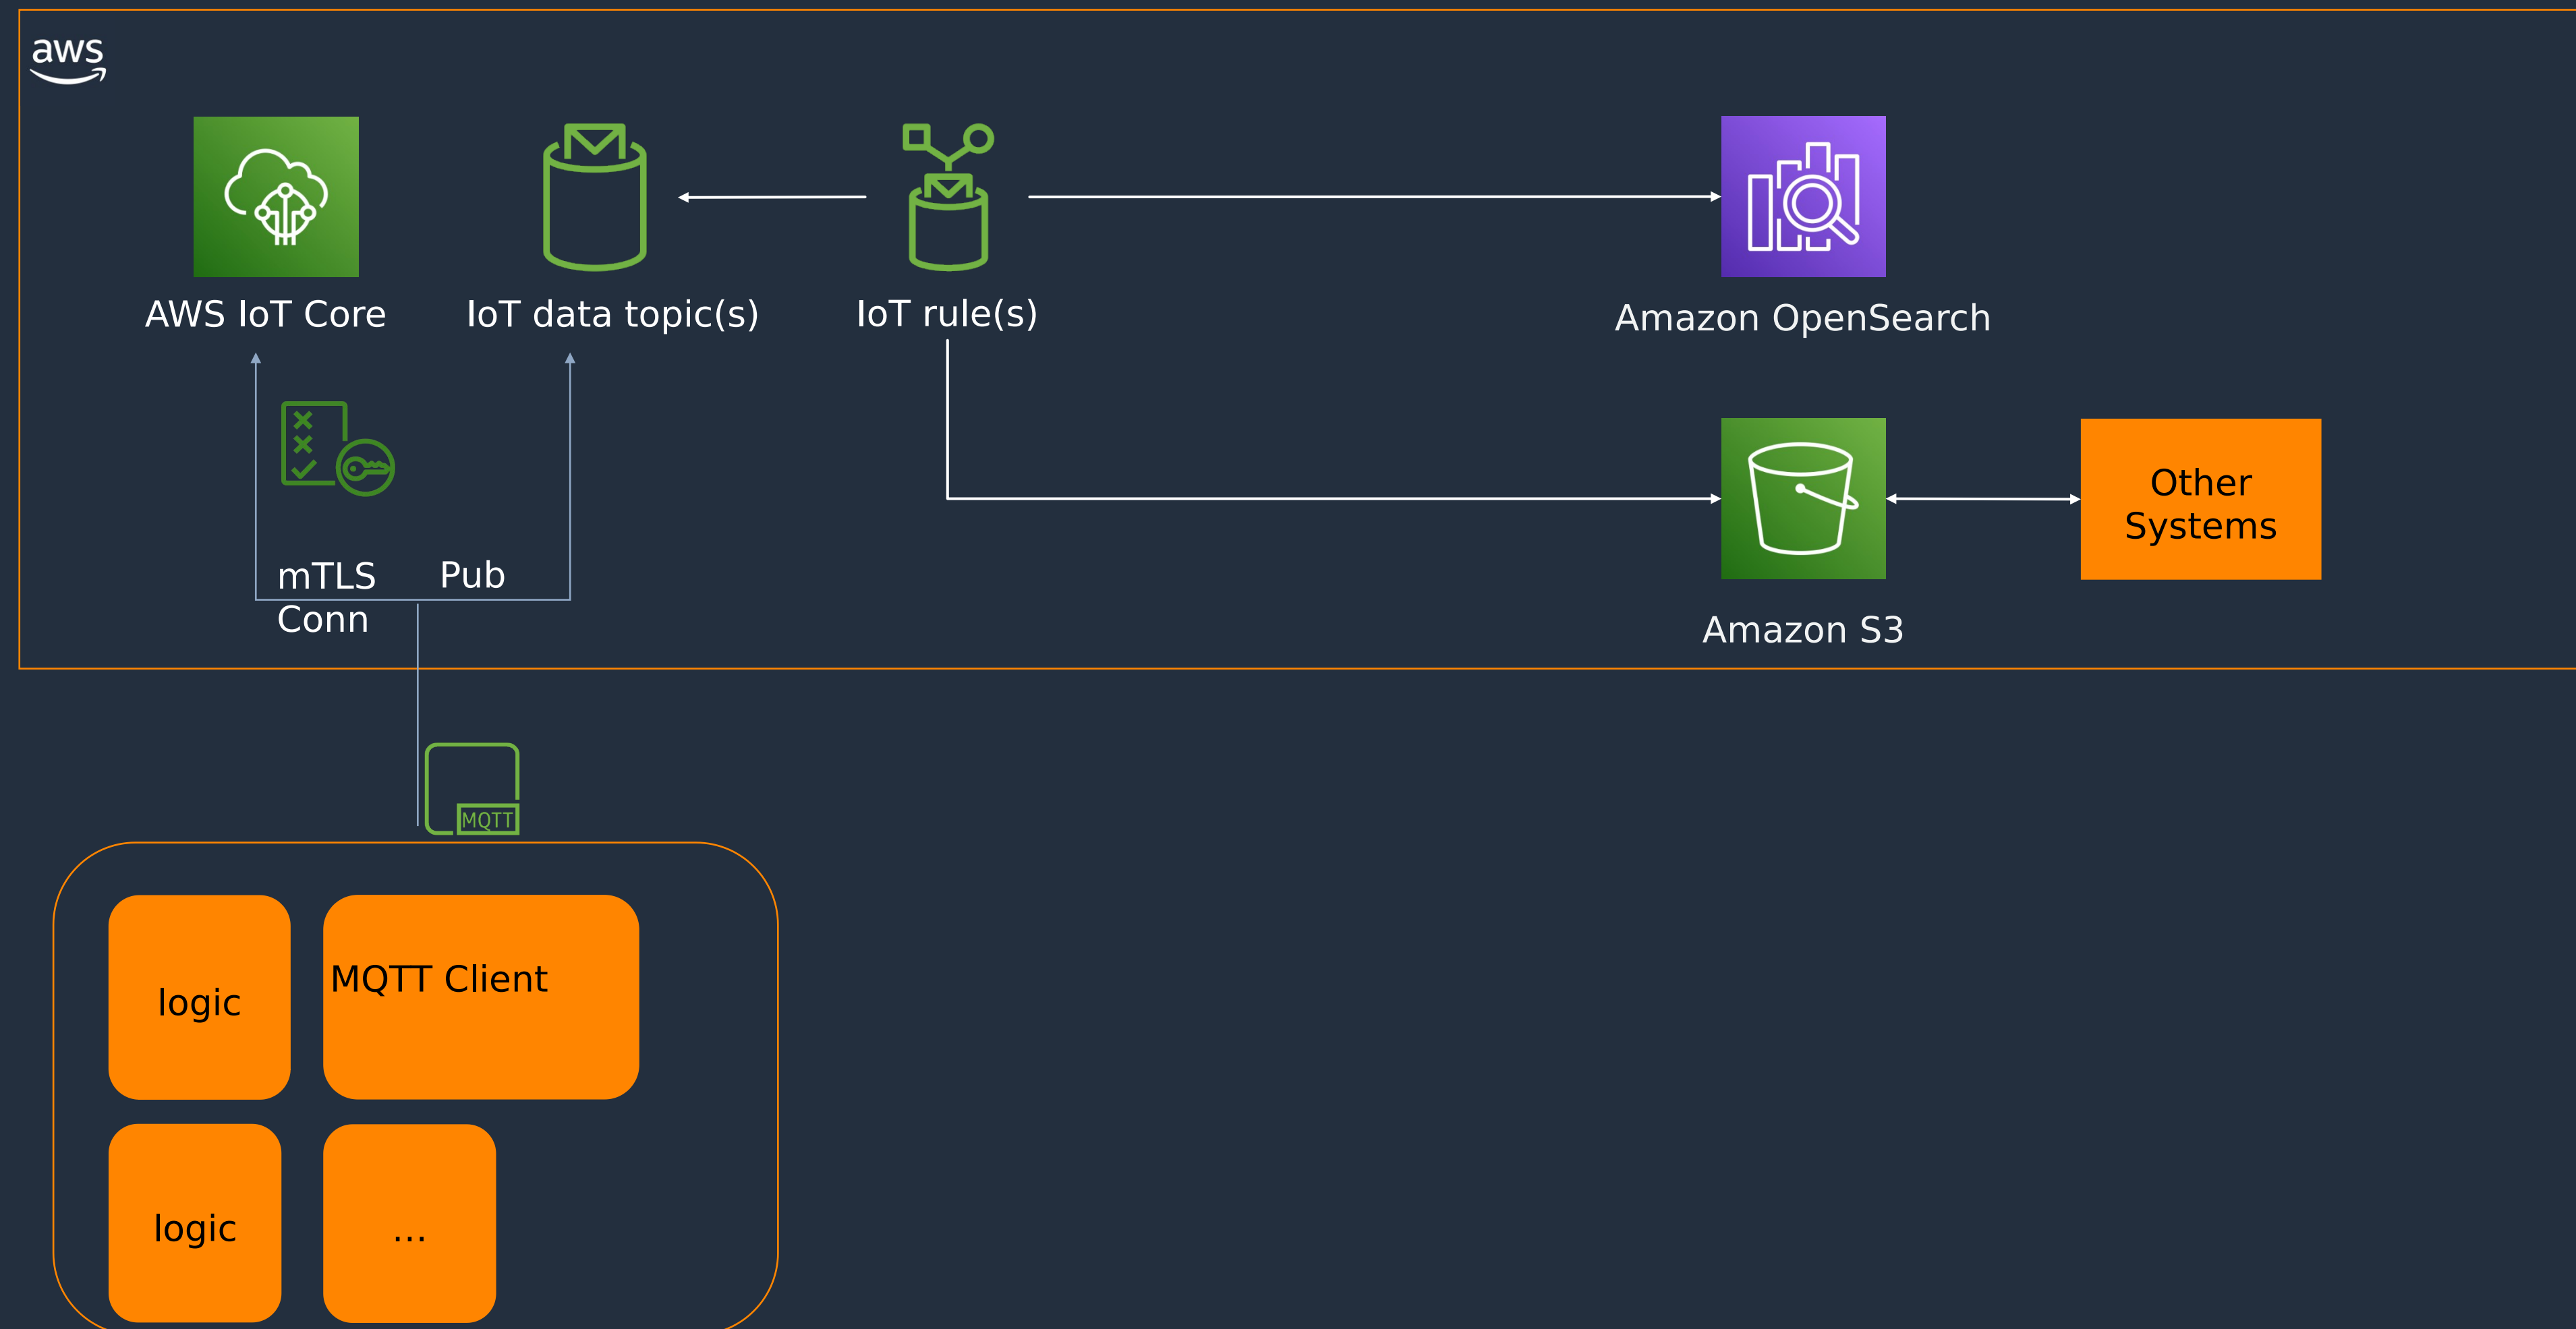 aws
AWS IoT Core
IoT data topic(s)
IoT rule(s)
Amazon OpenSearch
Other
Systems
mTLS
Conn
Pub
Amazon S3
MQTT
logic
MQTT Client
logic
...